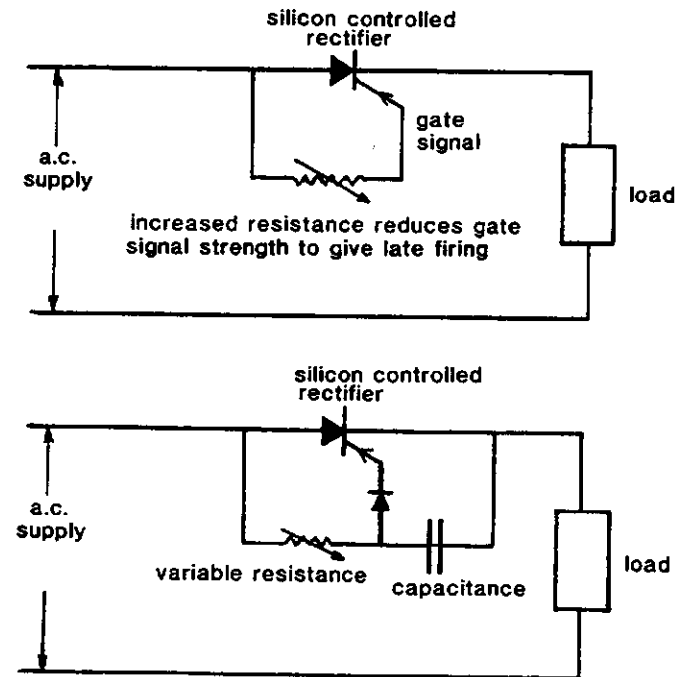 silicon controlled
rectifier
gate
signal
a.c.
supply
load
increased resistance reduces gate
signal strength to give late firing
silicon controlled
rectifier
a.c.
supply
load
variable resistance
capacitance